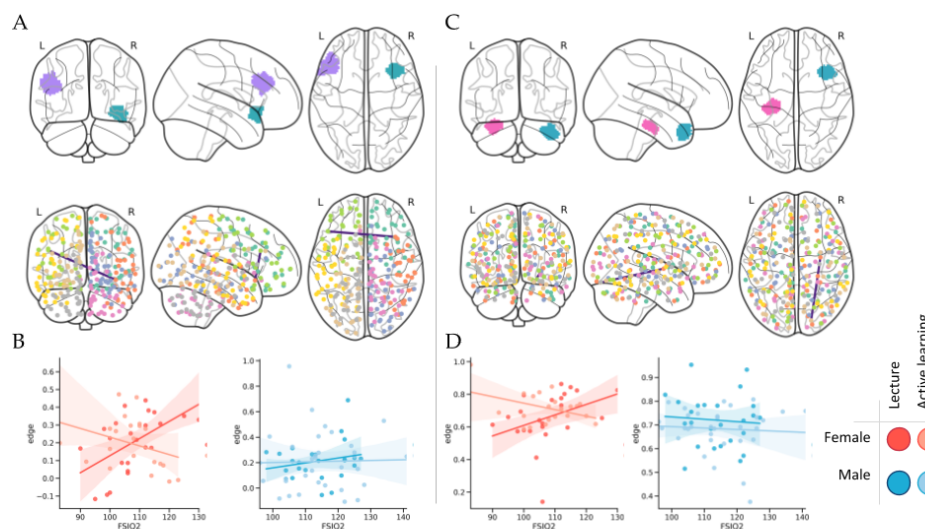 A
L R
C
L R
L R
L R
L R
L R
L R
L R
B
D
0.6
0.5
0.4
0.3
0.2
0.1
0.0
−0.1
edge
90 100 110 120 130
FSIQ2
1.0
0.8
0.6
0.4
0.2
0.0
edge
100 110 120 130 140
FSIQ2
1.0
0.8
0.6
0.4
0.2
edge
90 100 110 120 130
FSIQ2
0.9
0.8
0.7
0.6
0.5
0.4
edge
100 110 120 130 140
FSIQ2
Lecture
Active learning
Female
Male